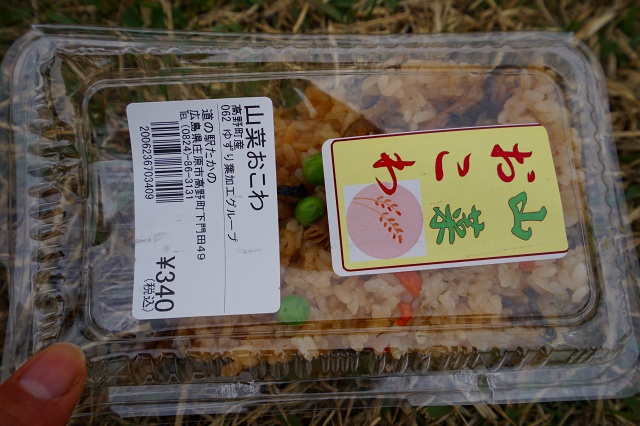 山菜おこわ
高野町産
062 ゆずり葉加工グループ
道の駅たかの
広島県庄原市高野町下門田49
TEL(0824)-86-3131
2006236703409
¥340
(税込)
山菜
おこわ